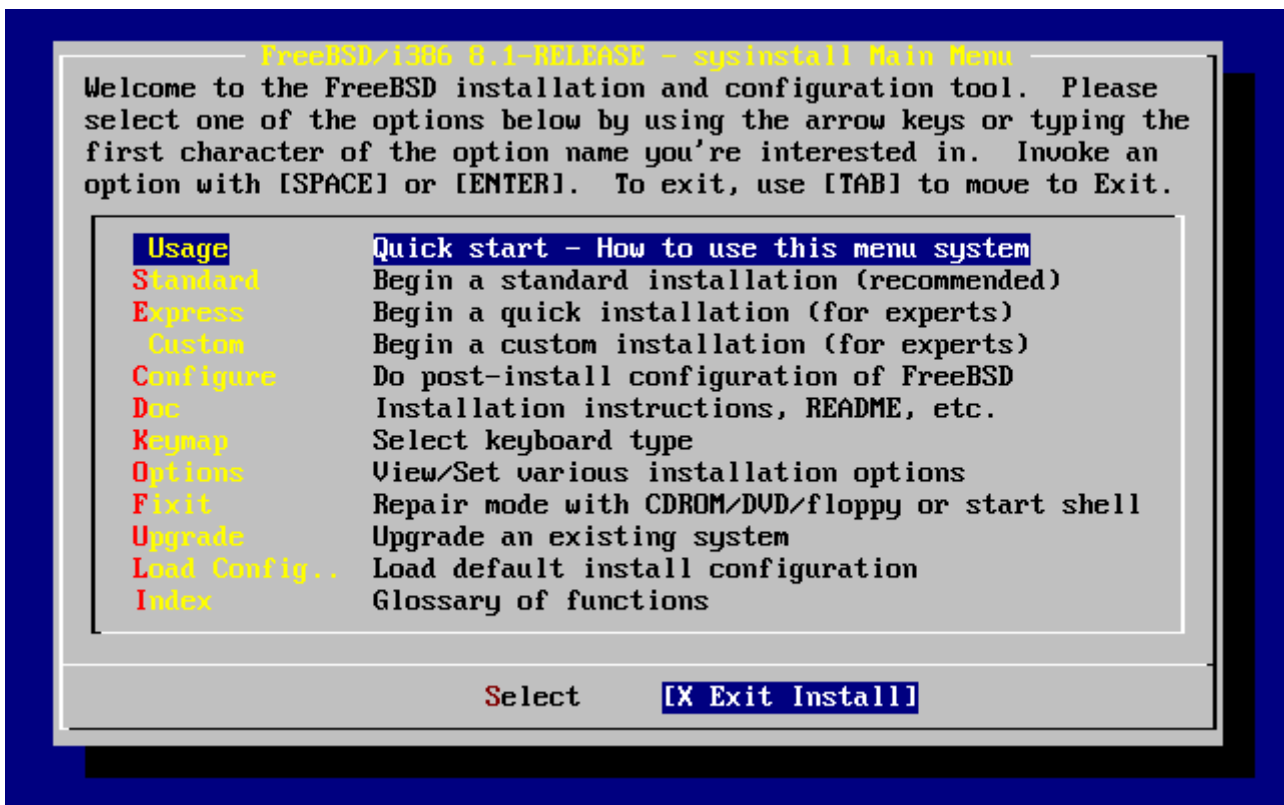 FreeBSD/i386 8.1-RELEASE - sysinstall Main Menu
Welcome to the FreeBSD installation and configuration tool. Please
select one of the options below by using the arrow keys or typing the
first character of the option name you're interested in. Invoke an
option with [SPACE] or [ENTER]. To exit, use [TAB] to move to Exit.
Usage Quick start - How to use this menu system
Standard Begin a standard installation (recommended)
Express Begin a quick installation (for experts)
Custom Begin a custom installation (for experts)
Configure Do post-install configuration of FreeBSD
Doc Installation instructions, README, etc.
Keymap Select keyboard type
Options View/Set various installation options
Fixit Repair mode with CDROM/DVD/floppy or start shell
Upgrade Upgrade an existing system
Load Config.. Load default install configuration
Index Glossary of functions
Select [X Exit Install]